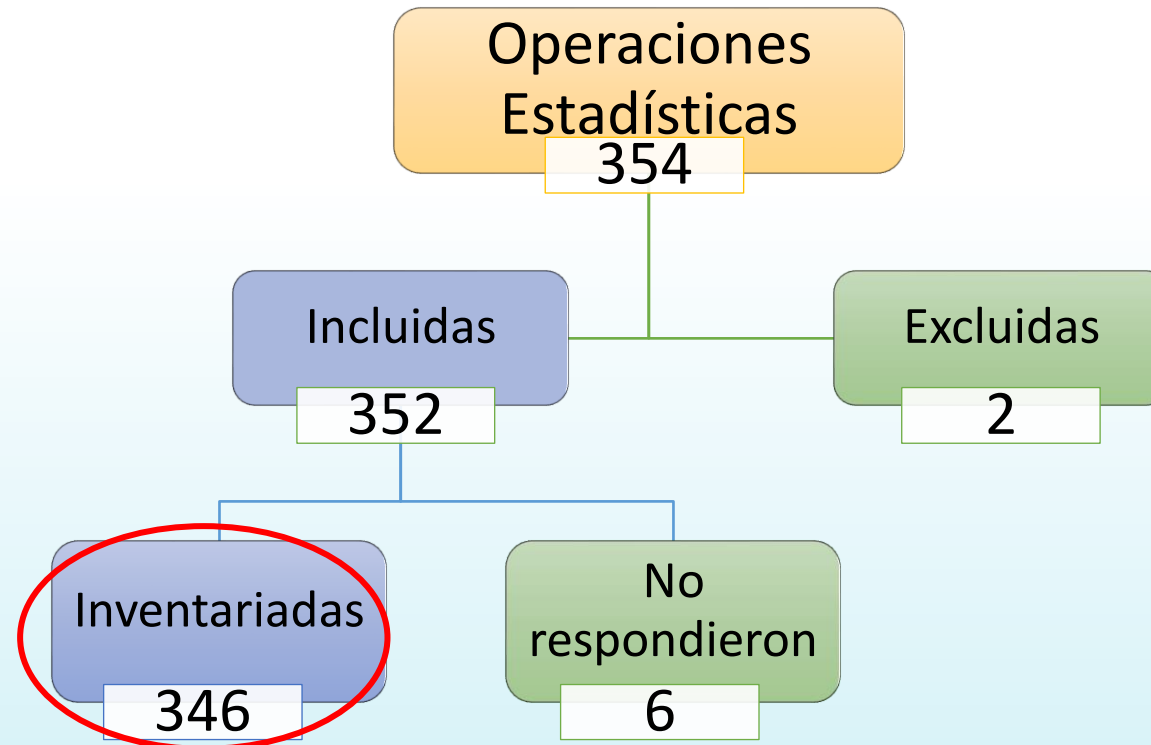 Operaciones
Estadísticas
354
Incluidas
352
Excluidas
2
Inventariadas
346
No
respondieron
6